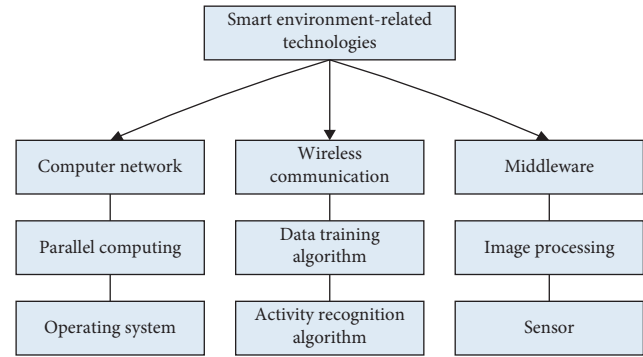 Smart environment-related
technologies
Computer network
Wireless
communication
Middleware
Parallel computing
Data training
algorithm
Image processing
Operating system
Activity recognition
algorithm
Sensor